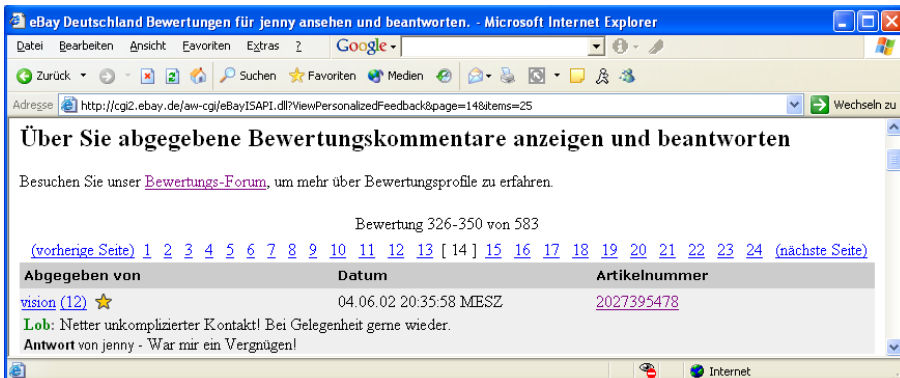 eBay Deutschland Bewertungen für jenny ansehen und beantworten. - Microsoft Internet Explorer
Datei Bearbeiten Ansicht Favoriten Extras ? Google
Zurück Suchen Favoriten Medien
Adresse http://cgi2.ebay.de/aw-cgi/eBayISAPI.dll?ViewPersonalizedFeedback&page=14&items=25 Wechseln zu
Über Sie abgegebene Bewertungskommentare anzeigen und beantworten
Besuchen Sie unser Bewertungs-Forum, um mehr über Bewertungsprofile zu erfahren.
Bewertung 326-350 von 583
(vorherige Seite) 1 2 3 4 5 6 7 8 9 10 11 12 13 [ 14 ] 15 16 17 18 19 20 21 22 23 24 (nächste Seite)
Abgegeben von Datum Artikelnummer
vision (12) 04.06.02 20:35:58 MESZ 2027395478
Lob: Netter unkomplizierter Kontakt! Bei Gelegenheit gerne wieder.
Antwort von jenny - War mir ein Vergnügen!
Internet